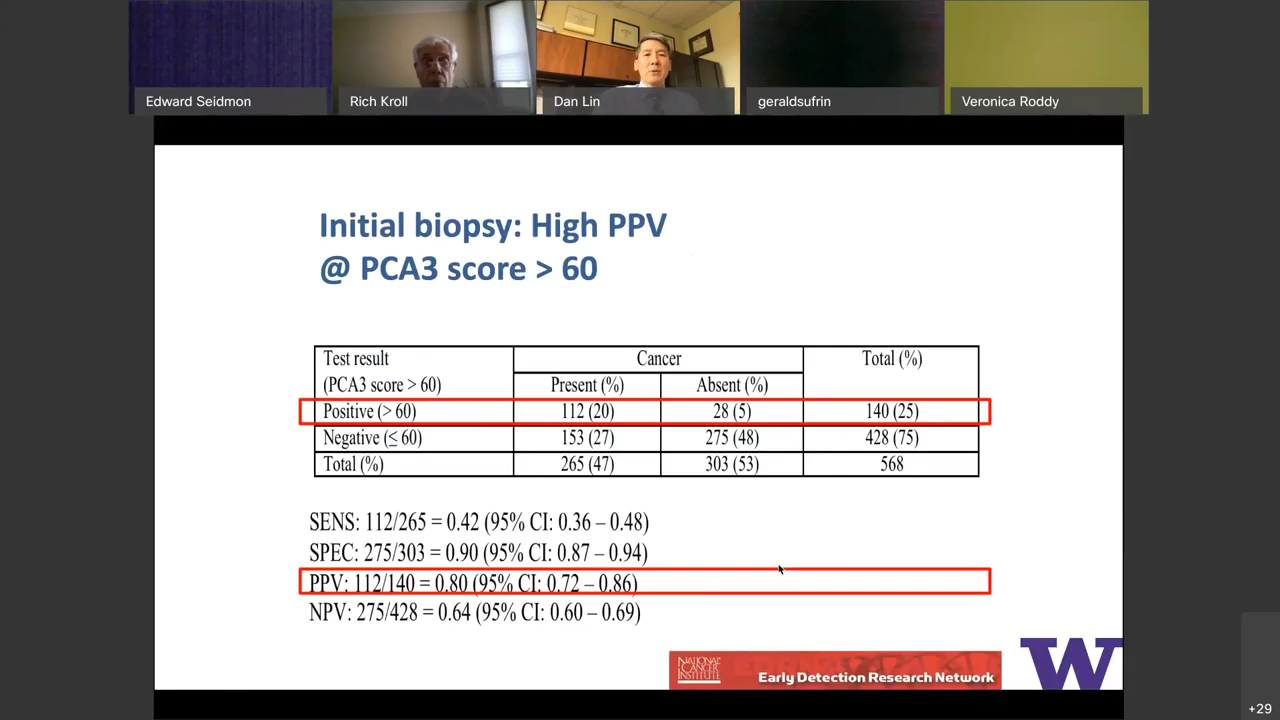 Edward Seidmon
Rich Kroll
Dan Lin
geraldsufrin
Veronica Roddy
Initial biopsy: High PPV
@ PCA3 score > 60
Test result Cancer Total (%)
(PCA3 score > 60) Present (%) Absent (%)
Positive (> 60) 112 (20) 28 (5) 140 (25)
Negative (≤ 60) 153 (27) 275 (48) 428 (75)
Total (%) 265 (47) 303 (53) 568
SENS: 112/265 = 0.42 (95% CI: 0.36 – 0.48)
SPEC: 275/303 = 0.90 (95% CI: 0.87 – 0.94)
PPV: 112/140 = 0.80 (95% CI: 0.72 – 0.86)
NPV: 275/428 = 0.64 (95% CI: 0.60 – 0.69)
NATIONAL
CANCER
INSTITUTE
Early Detection Research Network
W
+29